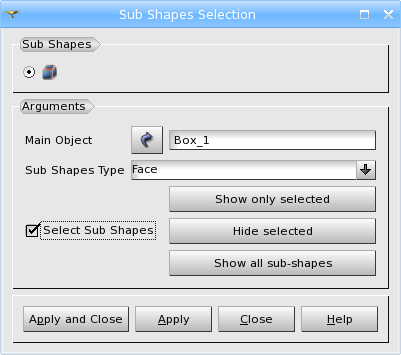 Sub Shapes Selection
Sub Shapes
Arguments
Main Object Box_1
Sub Shapes Type Face
Show only selected
Select Sub Shapes Hide selected
Show all sub-shapes
Apply and Close Apply Close Help